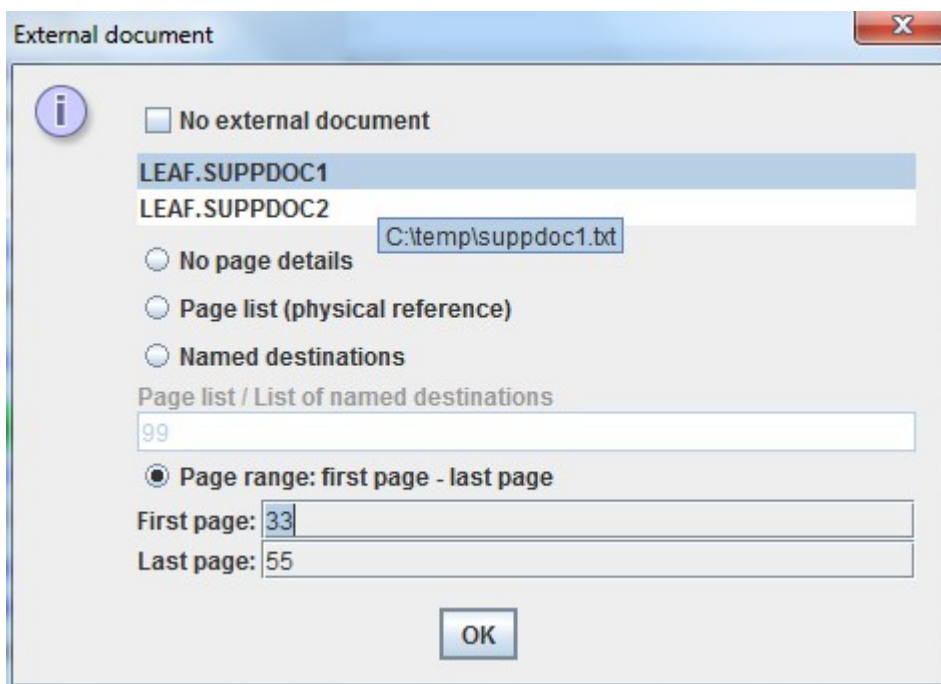 External document
No external document
LEAF.SUPPDOC1
LEAF.SUPPDOC2
C:\temp\suppdoc1.txt
No page details
Page list (physical reference)
Named destinations
Page list / List of named destinations
99
Page range: first page - last page
First page: 33
Last page: 55
OK